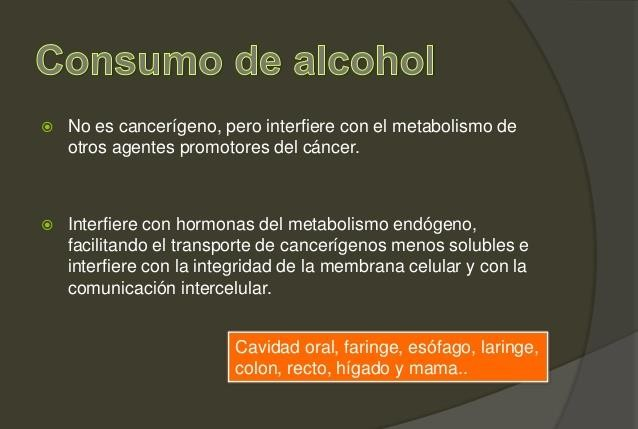 Consumo de alcohol
No es cancerígeno, pero interfiere con el metabolismo de
otros agentes promotores del cáncer.
Interfiere con hormonas del metabolismo endógeno,
facilitando el transporte de cancerígenos menos solubles e
interfiere con la integridad de la membrana celular y con la
comunicación intercelular.
Cavidad oral, faringe, esófago, laringe,
colon, recto, hígado y mama..